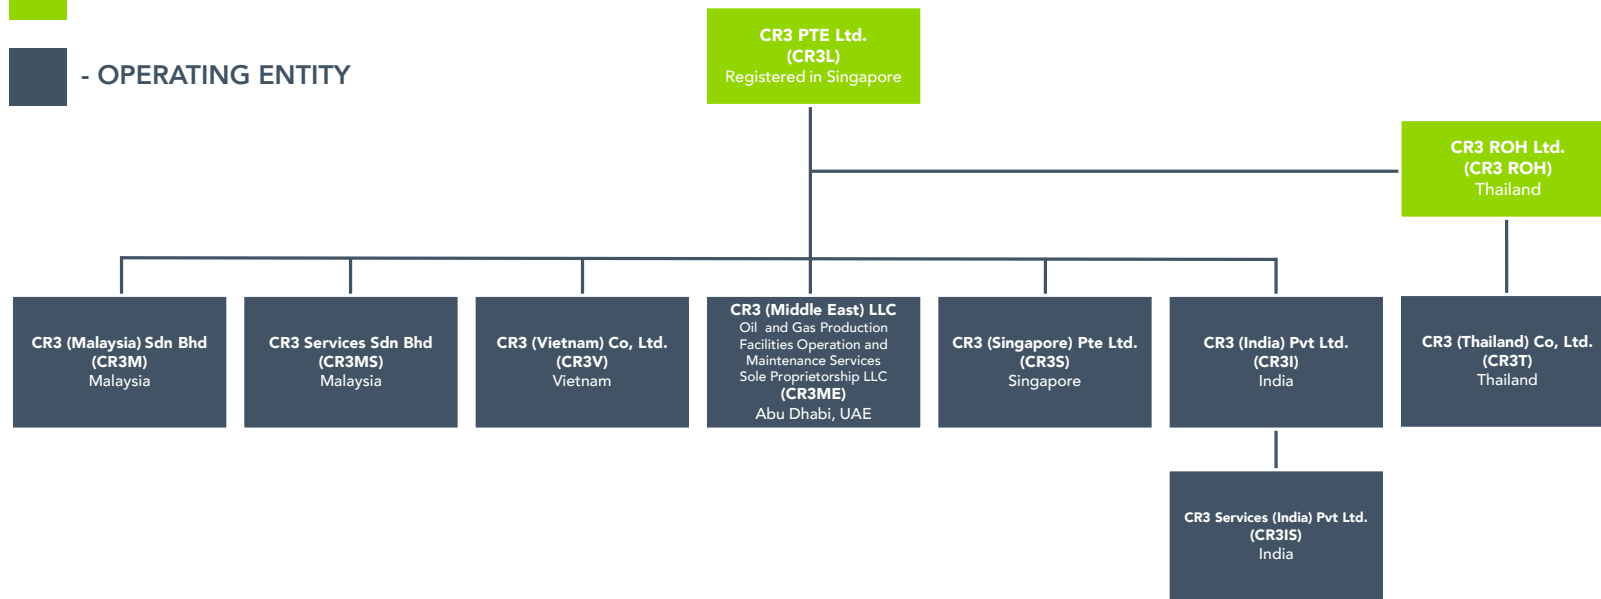 - OPERATING ENTITY
CR3 PTE Ltd.
(CR3L)
Registered in Singapore
CR3 ROH Ltd.
(CR3 ROH)
Thailand
CR3 (Malaysia) Sdn Bhd
(CR3M)
Malaysia
CR3 Services Sdn Bhd
(CR3MS)
Malaysia
CR3 (Vietnam) Co, Ltd.
(CR3V)
Vietnam
CR3 (Middle East) LLC
Oil and Gas Production
Facilities Operation and
Maintenance Services
Sole Proprietorship LLC
(CR3ME)
Abu Dhabi, UAE
CR3 (Singapore) Pte Ltd.
(CR3S)
Singapore
CR3 (India) Pvt Ltd.
(CR3I)
India
CR3 (Thailand) Co, Ltd.
(CR3T)
Thailand
CR3 Services (India) Pvt Ltd.
(CR3IS)
India